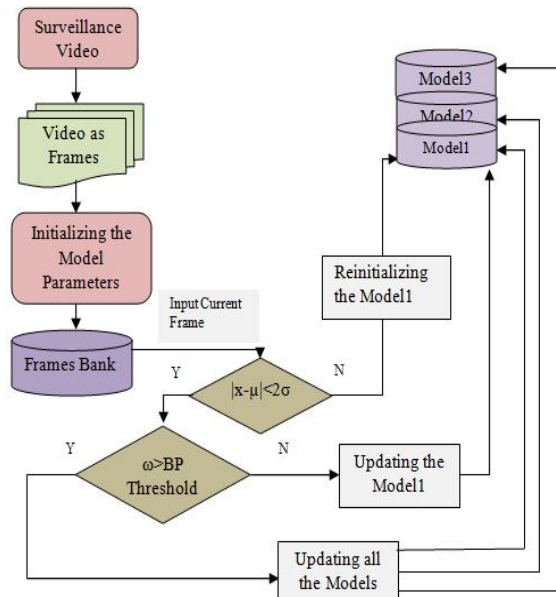 Surveillance
Video
Video as
Frames
Initializing the
Model
Parameters
Frames Bank
Input Current
Frame
Model3
Model2
Model1
Reinitializing
the Model1
Y
|x-μ|<2σ
N
Y
ω>BP
Threshold
N
Updating the
Model1
Updating all
the Models